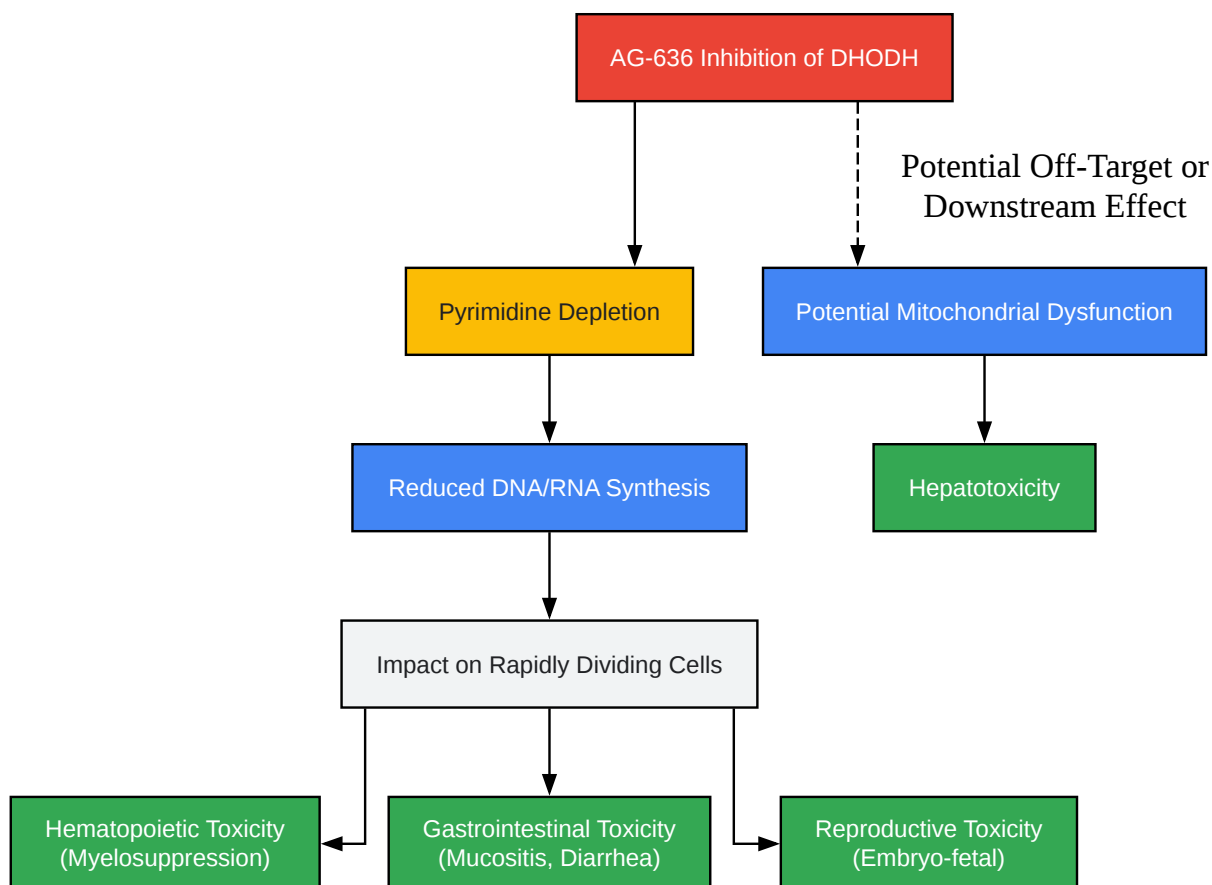 AG-636 Inhibition of DHODH
Potential Off-Target or
Downstream Effect
Pyrimidine Depletion
Potential Mitochondrial Dysfunction
Reduced DNA/RNA Synthesis
Hepatotoxicity
Impact on Rapidly Dividing Cells
Hematopoietic Toxicity
(Myelosuppression)
Gastrointestinal Toxicity
(Mucositis, Diarrhea)
Reproductive Toxicity
(Embryo-fetal)